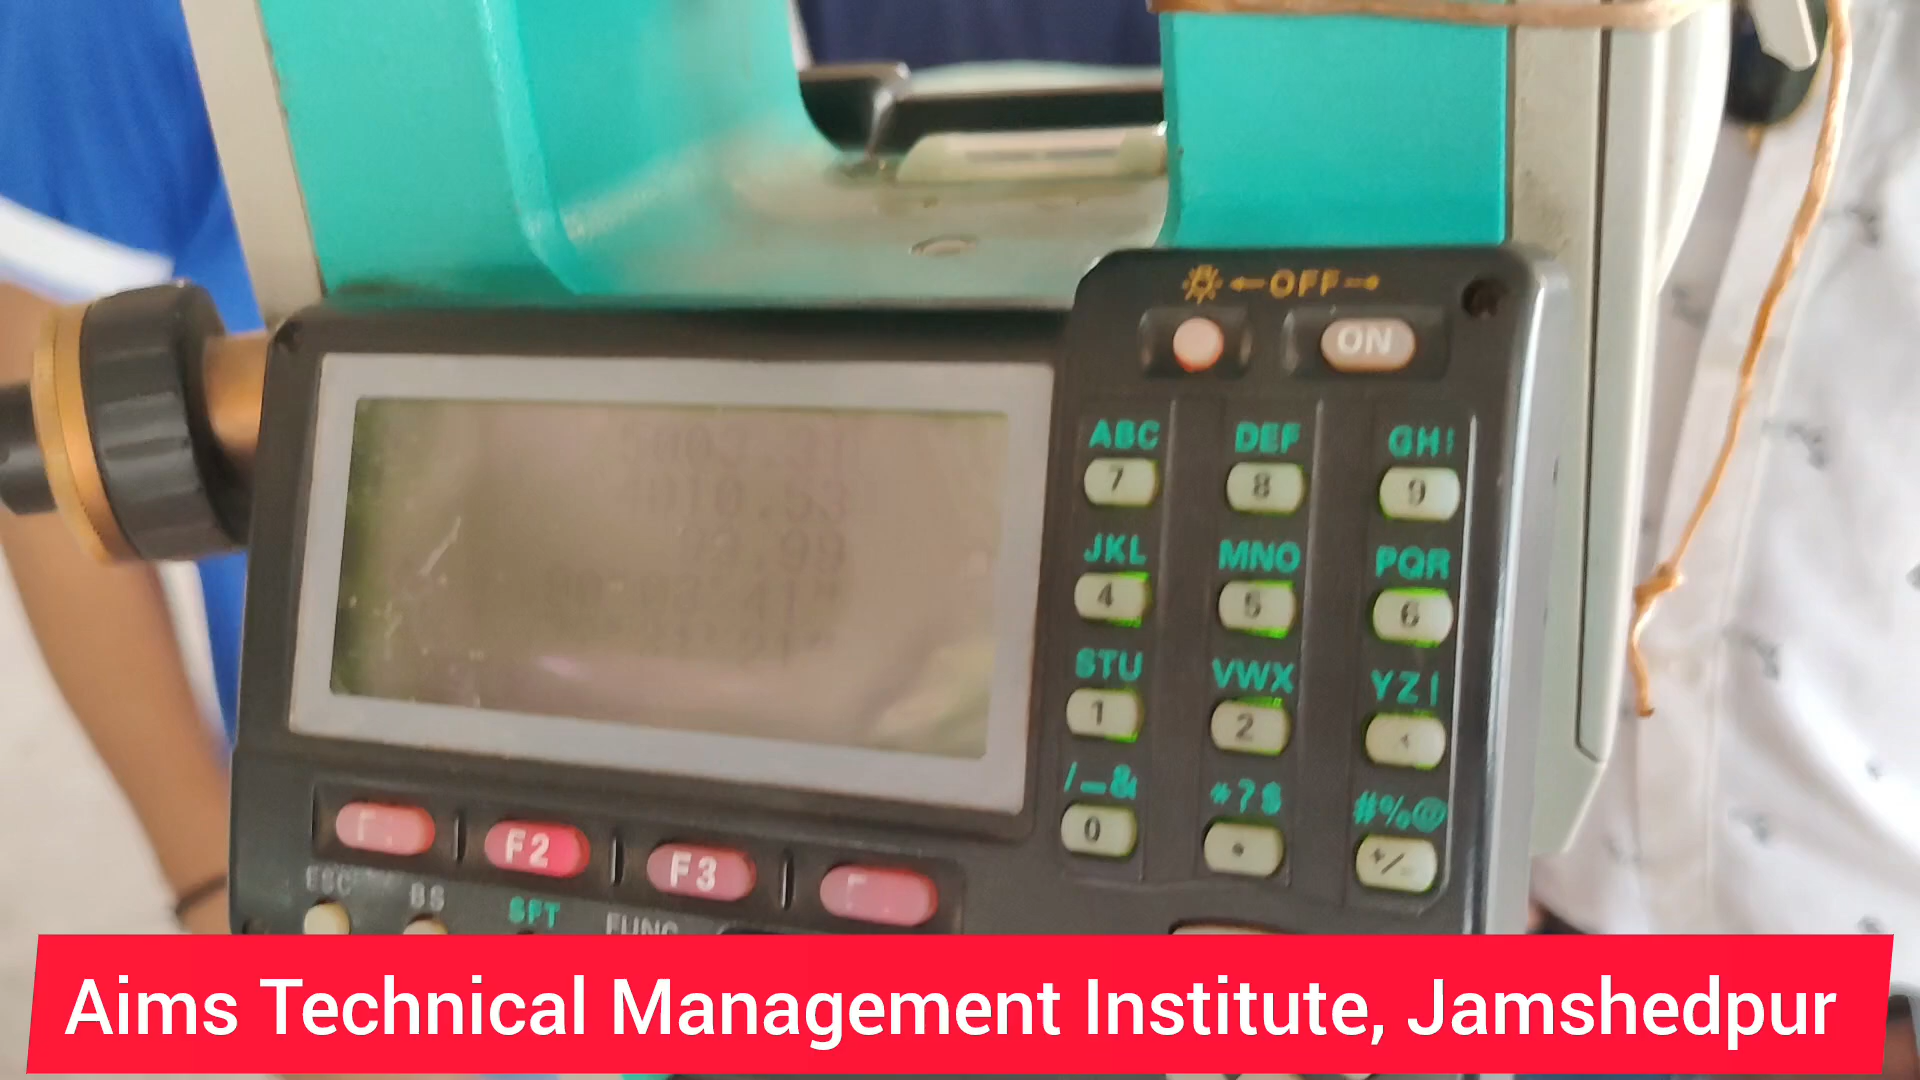 ←OFF→
ON
ABC DEF GHI
7 8 9
JKL MNO PQR
4 5 6
STU VWX YZ
1 2
/_& *?$ #%@
0 . +/-
F2 F3
ESC BS SFT FUNC
Aims Technical Management Institute, Jamshedpur